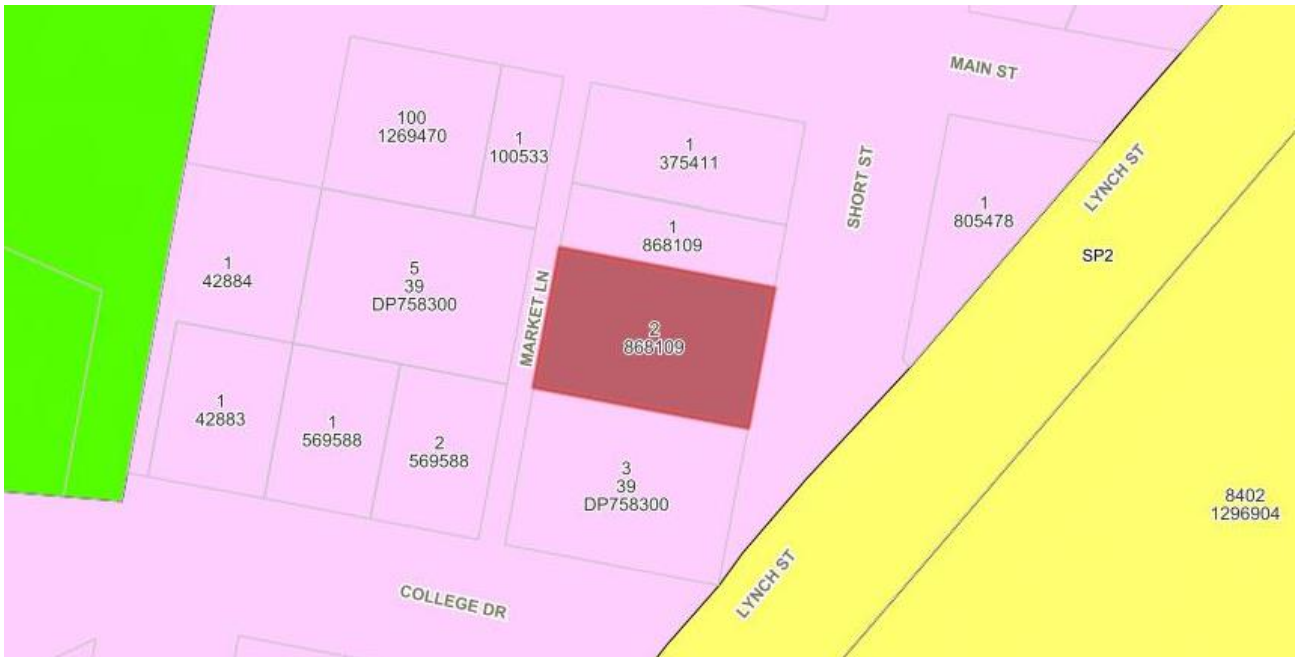 MAIN ST
100
1269470
1
100533
1
375411
SHORT ST
LYNCH ST
1
805478
1
868109
SP2
1
42884
5
39
DP758300
MARKET LN
2
868109
1
42883
1
569588
2
569588
3
39
DP758300
8402
1296904
COLLEGE DR
LYNCH ST